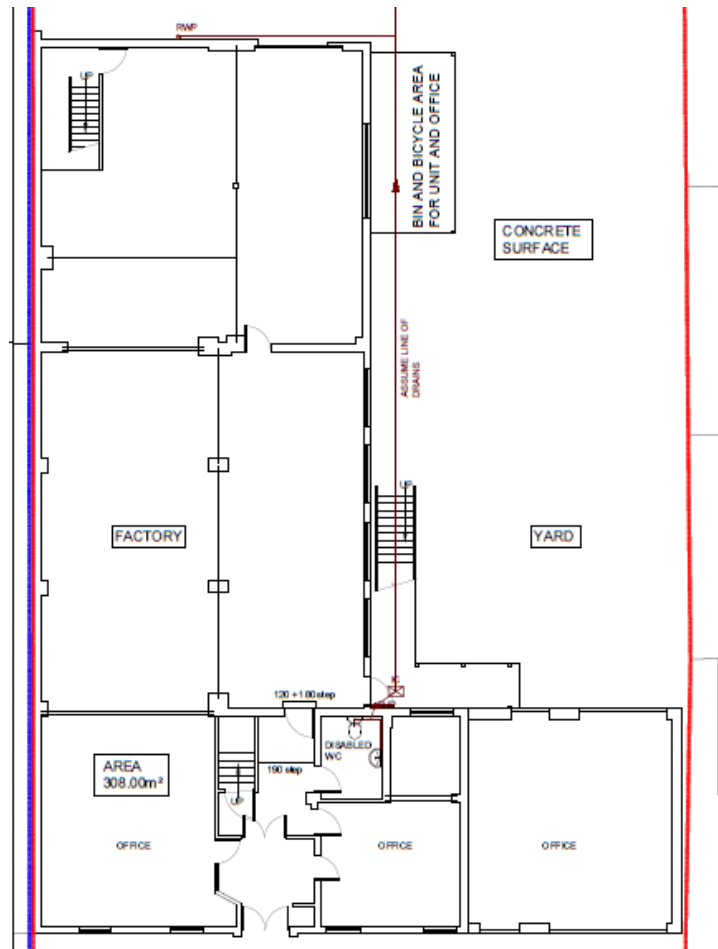 RWP
UP
BIN AND BICYCLE AREA
FOR UNIT AND OFFICE
CONCRETE
SURFACE
ASSUME LINE OF
DRAINS
UP
FACTORY
YARD
120 + 180 step
DISABLED
WC
190 step
AREA
308.00m²
UP
OFFICE
OFFICE
OFFICE